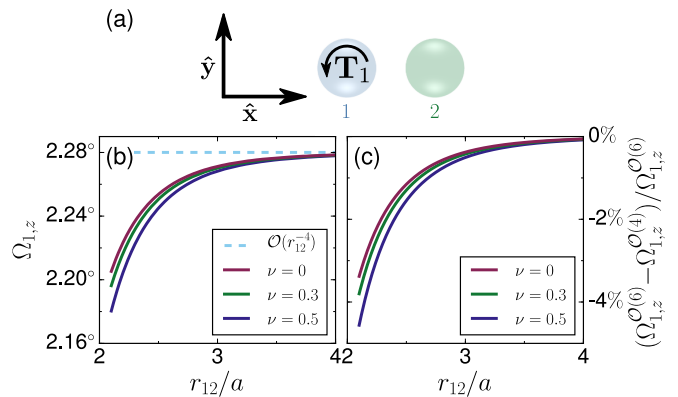 (a)
ŷ
x̂
T₁
1
2
(b)
Ω₁,z
2.28°
2.24°
2.20°
2.16°
O(r₁₂⁻⁴)
ν = 0
ν = 0.3
ν = 0.5
2
3
4
r₁₂/a
(c)
0%
-2%
-4%
(Ω₁,z^O(6) − Ω₁,z^O(4))/Ω₁,z^O(6)
ν = 0
ν = 0.3
ν = 0.5
2
3
4
r₁₂/a